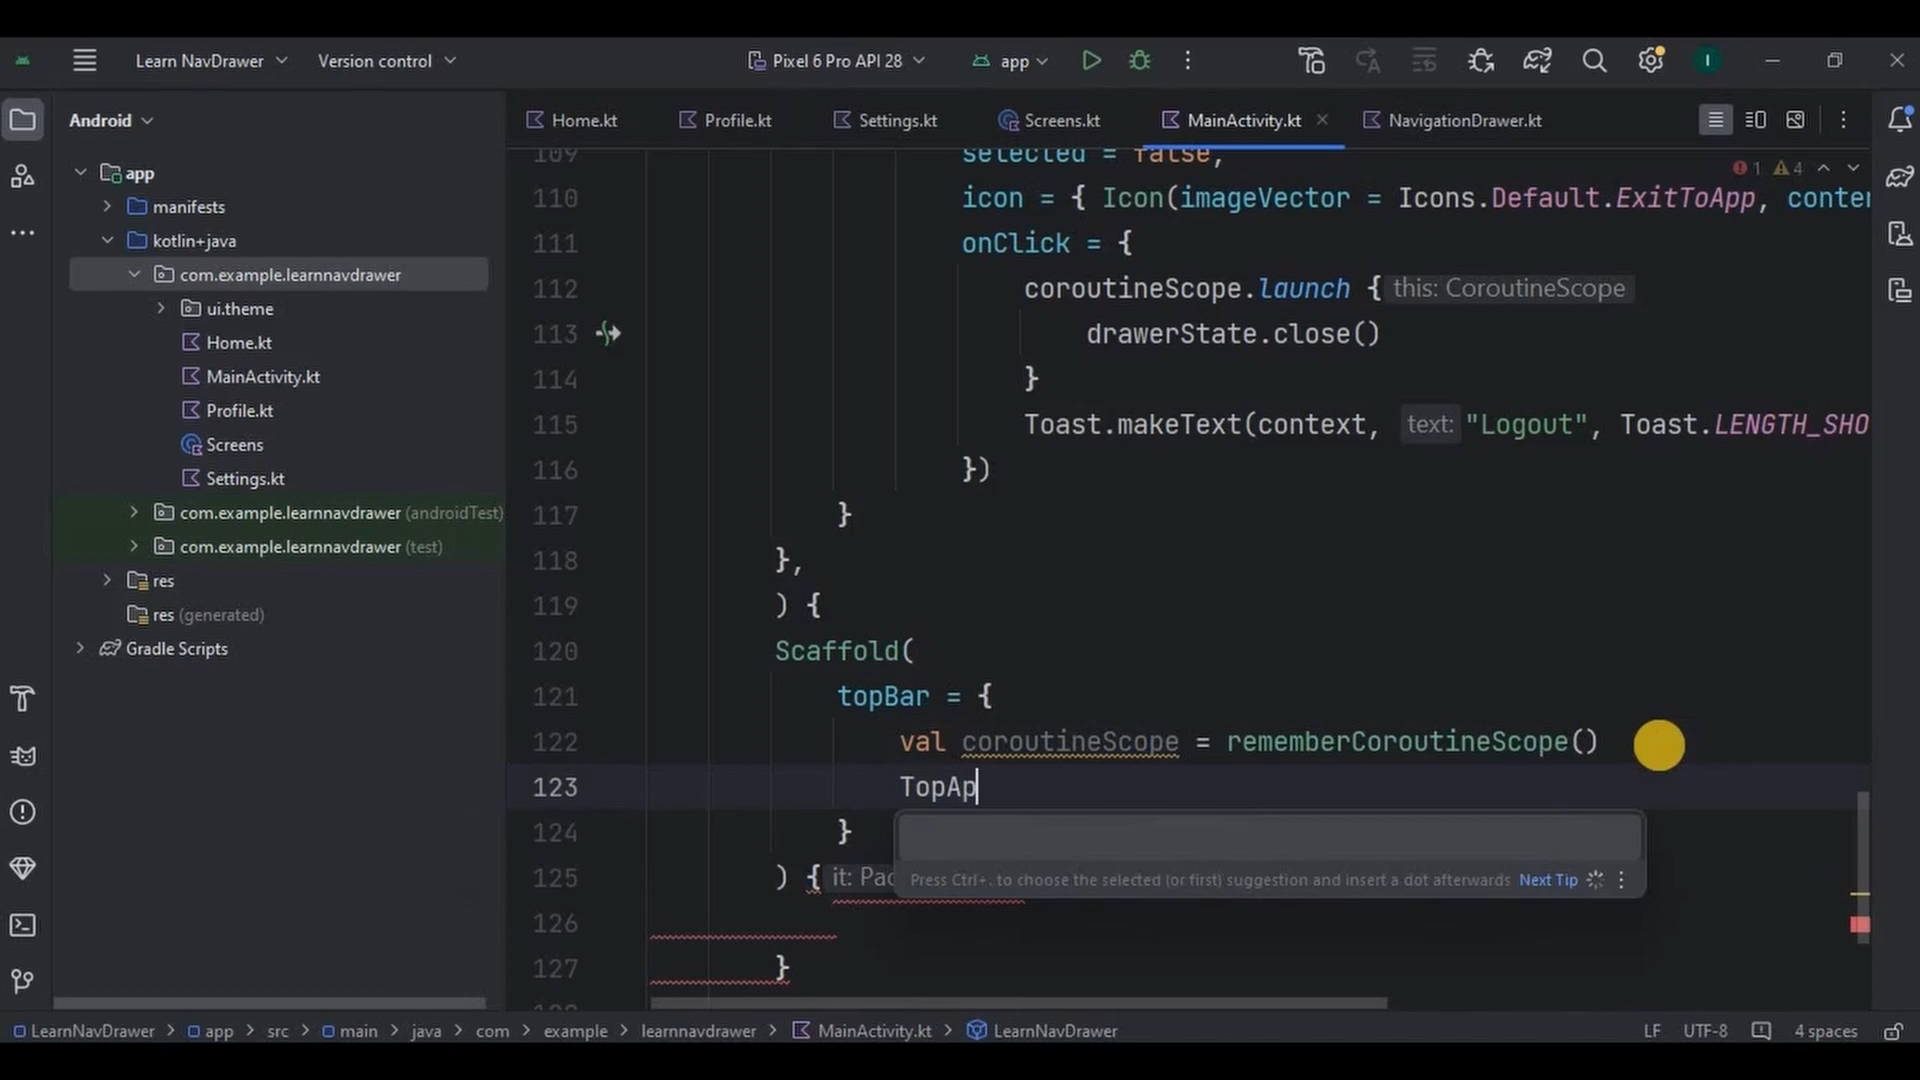 Learn NavDrawer
Version control
Pixel 6 Pro API 28
app
I
Android
Home.kt
Profile.kt
Settings.kt
Screens.kt
MainActivity.kt
NavigationDrawer.kt
app
manifests
kotlin+java
com.example.learnnavdrawer
ui.theme
Home.kt
MainActivity.kt
Profile.kt
Screens
Settings.kt
com.example.learnnavdrawer (androidTest)
com.example.learnnavdrawer (test)
res
res (generated)
Gradle Scripts
1 4
109 selected = false,
110 icon = { Icon(imageVector = Icons.Default.ExitToApp, conten
111 onClick = {
112 coroutineScope.launch { this: CoroutineScope
113 drawerState.close()
114 }
115 Toast.makeText(context, text: "Logout", Toast.LENGTH_SHO
116 })
117 }
118 },
119 ) {
120 Scaffold(
121 topBar = {
122 val coroutineScope = rememberCoroutineScope()
123 TopAp
124 }
Press Ctrl+. to choose the selected (or first) suggestion and insert a dot afterwards Next Tip
125 ) { it: Pad
126
127 }
LearnNavDrawer > app > src > main > java > com > example > learnnavdrawer > MainActivity.kt > LearnNavDrawer
LF UTF-8 4 spaces